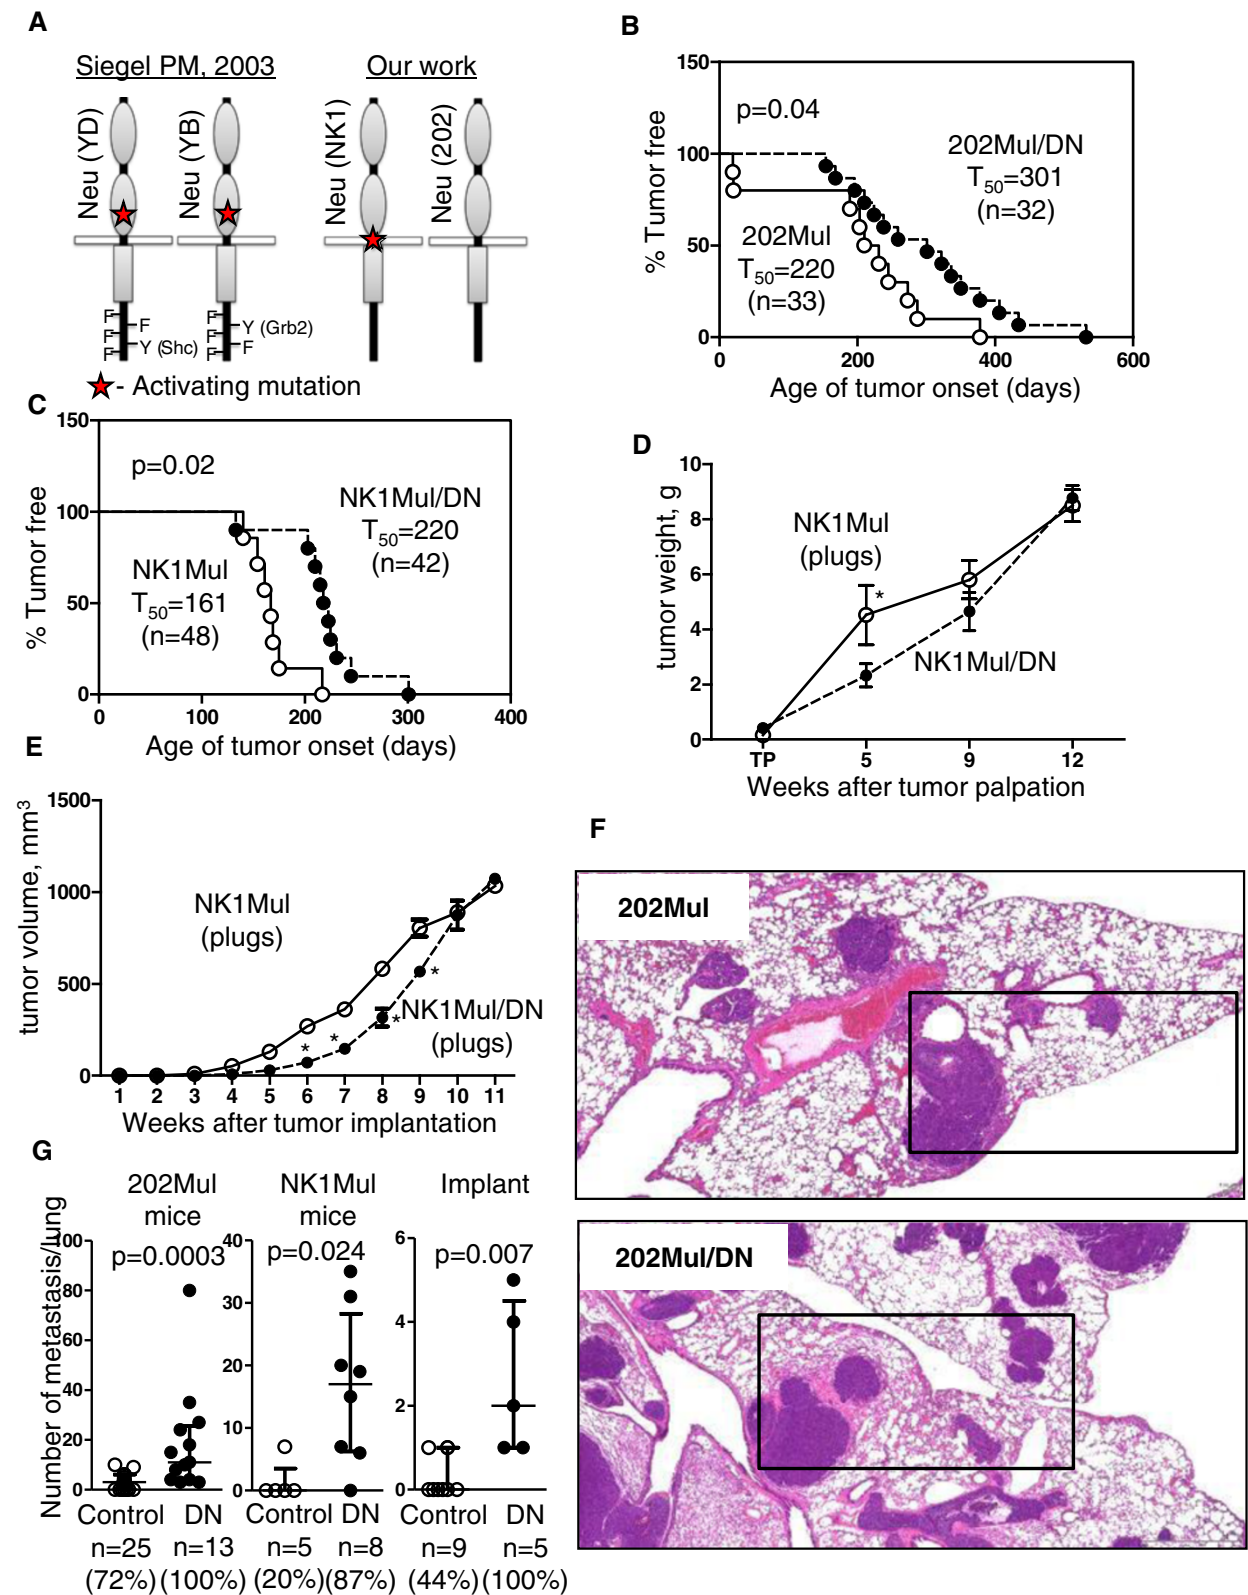 A
Siegel PM, 2003
Our work
Neu (YD)
Neu (YB)
Neu (NK1)
Neu (202)
F
F
F
F
Y (Shc)
F
F
F
Y (Grb2)
F
- Activating mutation
B
150
100
50
0
% Tumor free
p=0.04
202Mul/DN
T50=301
(n=32)
202Mul
T50=220
(n=33)
0 200 400 600
Age of tumor onset (days)
C
150
100
50
0
% Tumor free
p=0.02
NK1Mul/DN
T50=220
(n=42)
NK1Mul
T50=161
(n=48)
0 100 200 300 400
Age of tumor onset (days)
D
10
8
6
4
2
0
tumor weight, g
NK1Mul
(plugs)
*
NK1Mul/DN
TP 5 9 12
Weeks after tumor palpation
E
1500
1000
500
0
tumor volume, mm3
NK1Mul
(plugs)
* * * *
NK1Mul/DN
(plugs)
1 2 3 4 5 6 7 8 9 10 11
Weeks after tumor implantation
F
202Mul
202Mul/DN
G
Number of metastasis/lung
202Mul
mice
p=0.0003
100
80
60
40
20
0
Control DN
n=25 n=13
(72%) (100%)
NK1Mul
mice
p=0.024
40
30
20
10
0
Control DN
n=5 n=8
(20%) (87%)
Implant
p=0.007
6
4
2
0
Control DN
n=9 n=5
(44%) (100%)